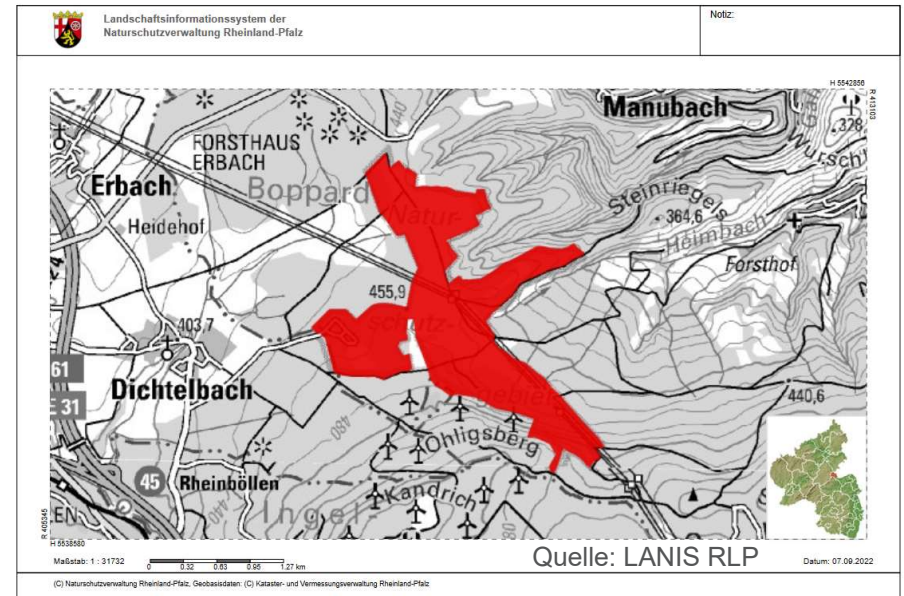 Landschaftsinformationssystem der
Naturschutzverwaltung Rheinland-Pfalz
Notiz:
H 5542856
R 413103
Manubach
328
FORSTHAUS
ERBACH
440
Erbach
Boppard
Natur-
Steinriegels
364,6
Heimbach
Heidehof
Forsthof
455,9
schutz-
403,7
61
E 31
Dichtelbach
gebiet
440,6
480
Ohligsberg
45
Rheinböllen
Kandrich
440
Ingel-
R 405345
H 5538580
Maßstab: 1 : 31732
0 0.32 0.63 0.95 1.27 km
Quelle: LANIS RLP
Datum: 07.09.2022
(C) Naturschutzverwaltung Rheinland-Pfalz, Geobasisdaten: (C) Kataster- und Vermessungsverwaltung Rheinland-Pfalz